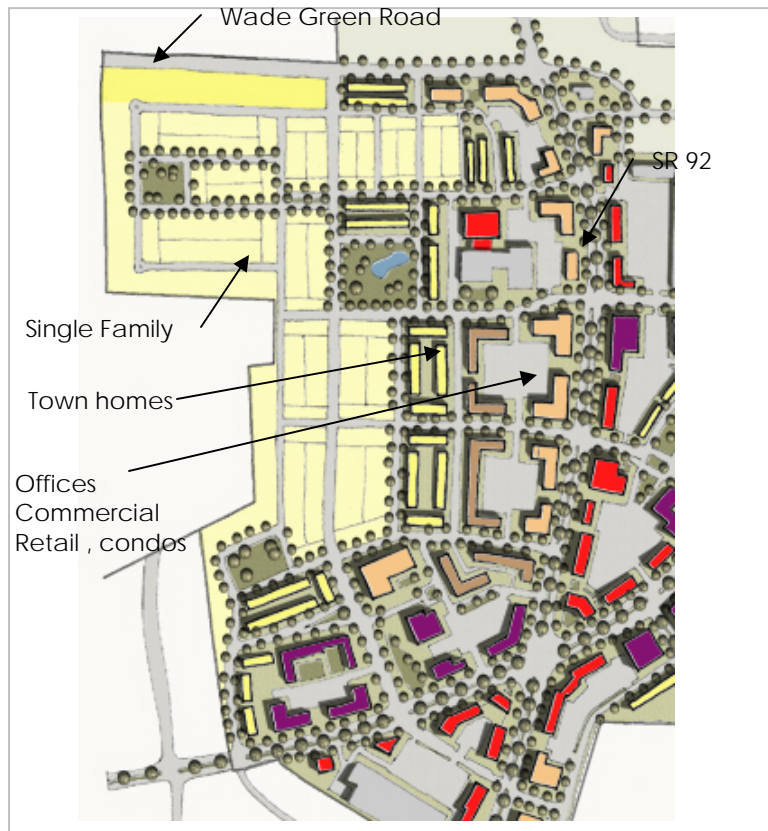 Wade Green Road
SR 92
Single Family
Town homes
Offices
Commercial
Retail , condos